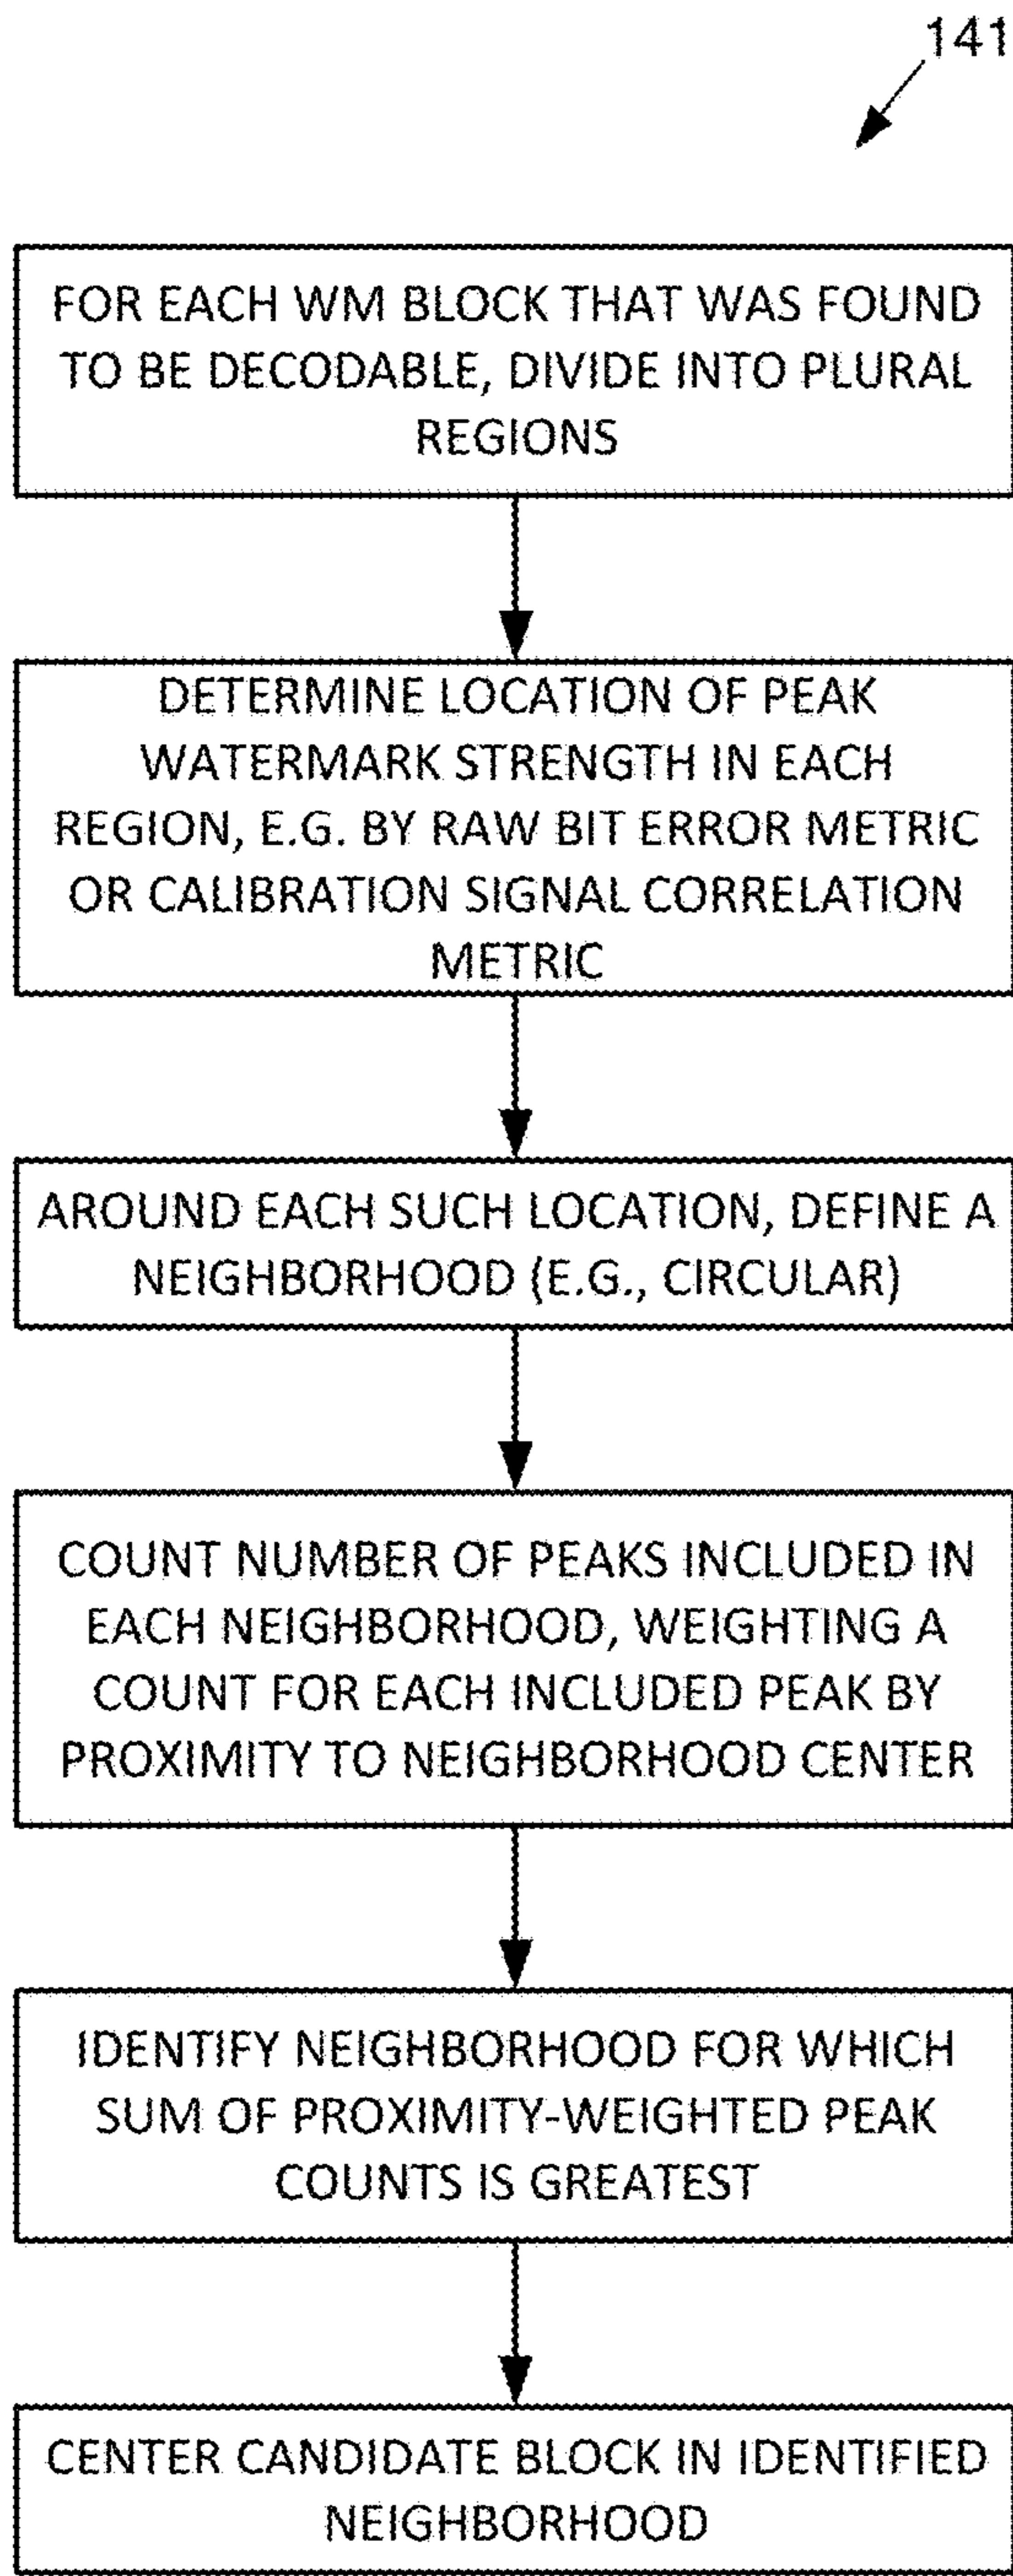 141
FOR EACH WM BLOCK THAT WAS FOUND
TO BE DECODABLE, DIVIDE INTO PLURAL
REGIONS
DETERMINE LOCATION OF PEAK
WATERMARK STRENGTH IN EACH
REGION, E.G. BY RAW BIT ERROR METRIC
OR CALIBRATION SIGNAL CORRELATION
METRIC
AROUND EACH SUCH LOCATION, DEFINE A
NEIGHBORHOOD (E.G., CIRCULAR)
COUNT NUMBER OF PEAKS INCLUDED IN
EACH NEIGHBORHOOD, WEIGHTING A
COUNT FOR EACH INCLUDED PEAK BY
PROXIMITY TO NEIGHBORHOOD CENTER
IDENTIFY NEIGHBORHOOD FOR WHICH
SUM OF PROXIMITY-WEIGHTED PEAK
COUNTS IS GREATEST
CENTER CANDIDATE BLOCK IN IDENTIFIED
NEIGHBORHOOD